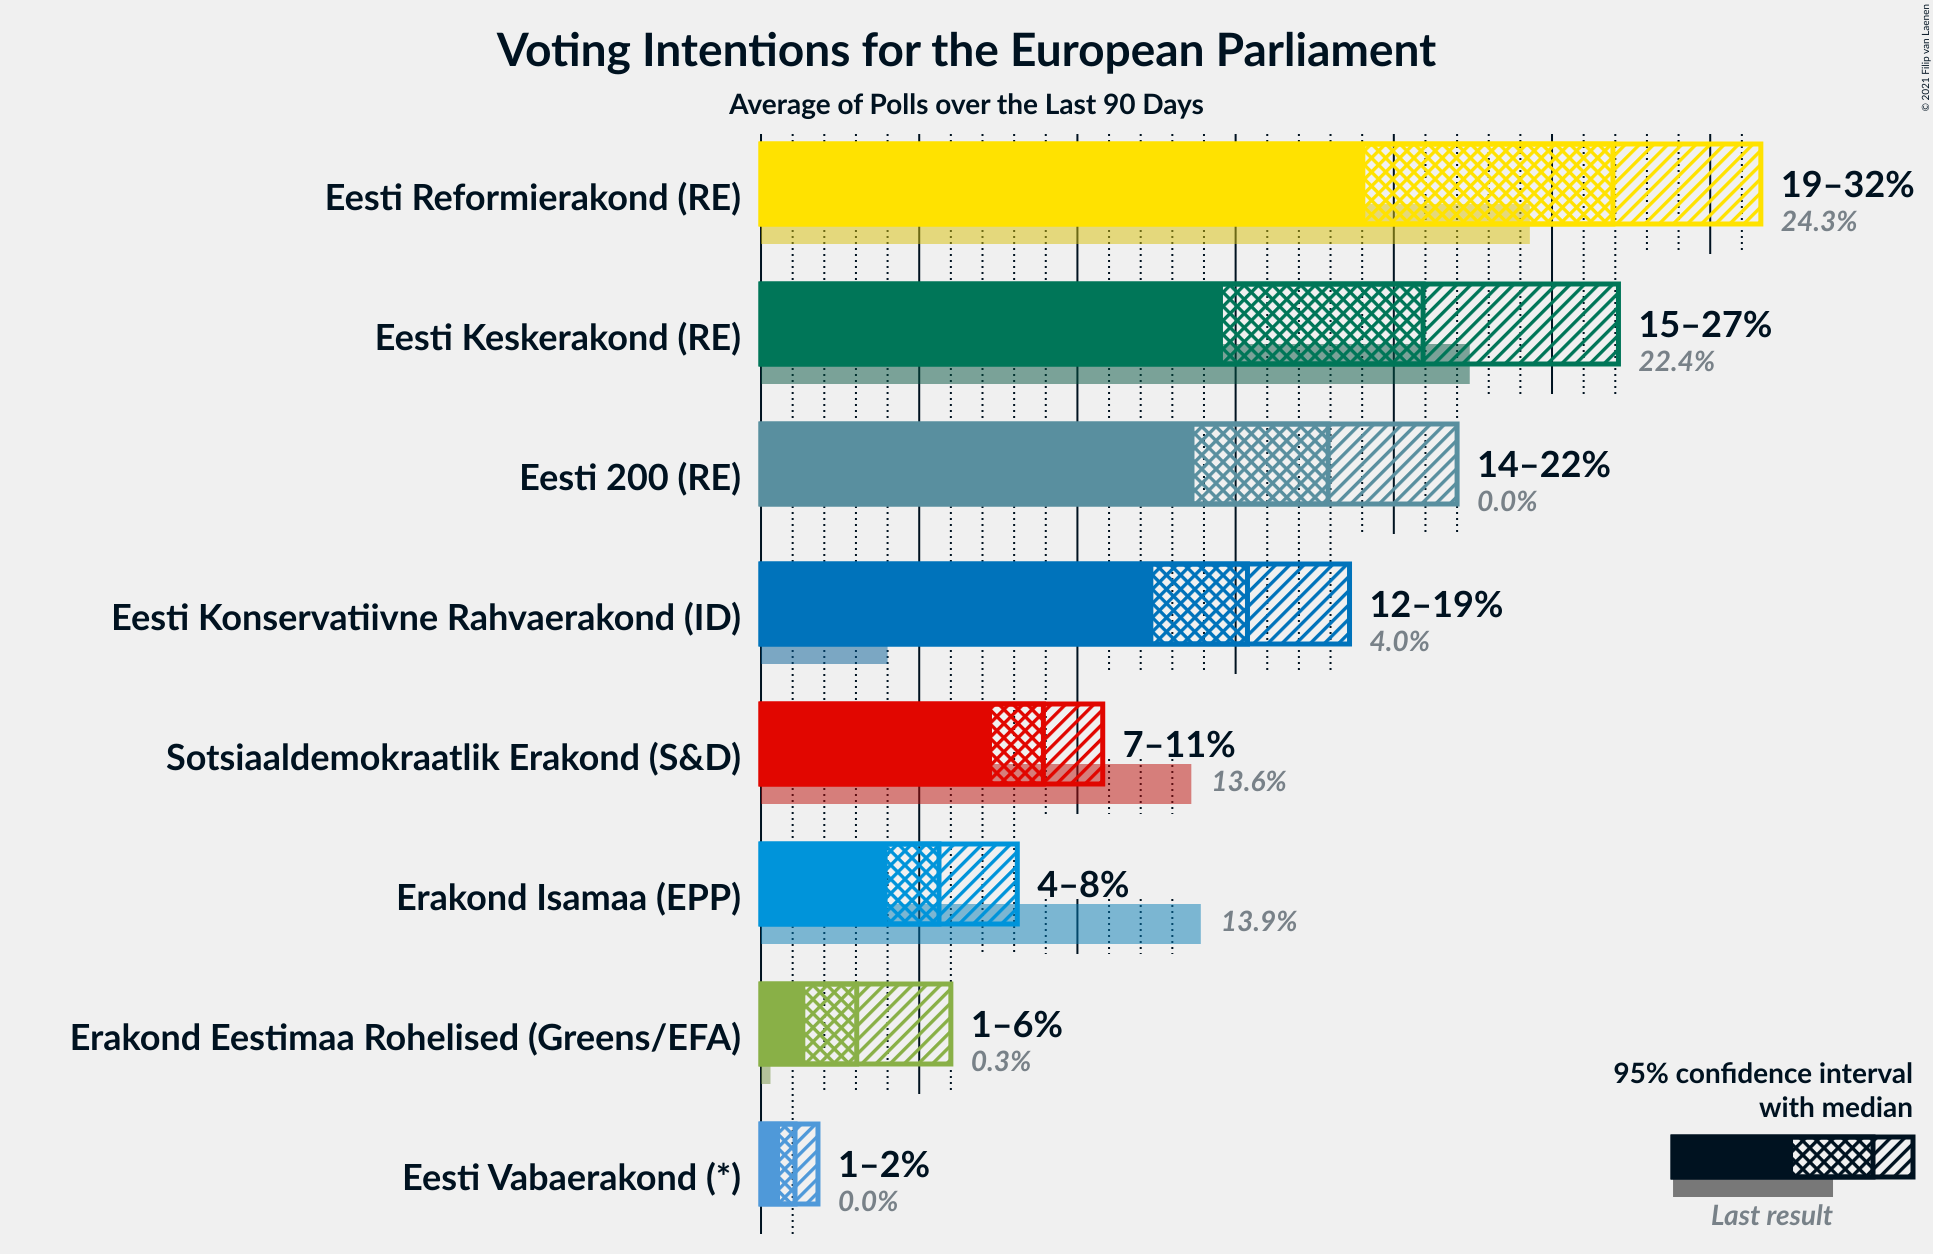 Voting Intentions for the European Parliament
Average of Polls over the Last 90 Days
© 2021 Filip van Laenen
Eesti Reformierakond (RE)
19–32%
24.3%
Eesti Keskerakond (RE)
15–27%
22.4%
Eesti 200 (RE)
14–22%
0.0%
Eesti Konservatiivne Rahvaerakond (ID)
12–19%
4.0%
Sotsiaaldemokraatlik Erakond (S&D)
7–11%
13.6%
Erakond Isamaa (EPP)
4–8%
13.9%
Erakond Eestimaa Rohelised (Greens/EFA)
1–6%
0.3%
Eesti Vabaerakond (*)
1–2%
0.0%
95% confidence interval
with median
Last result